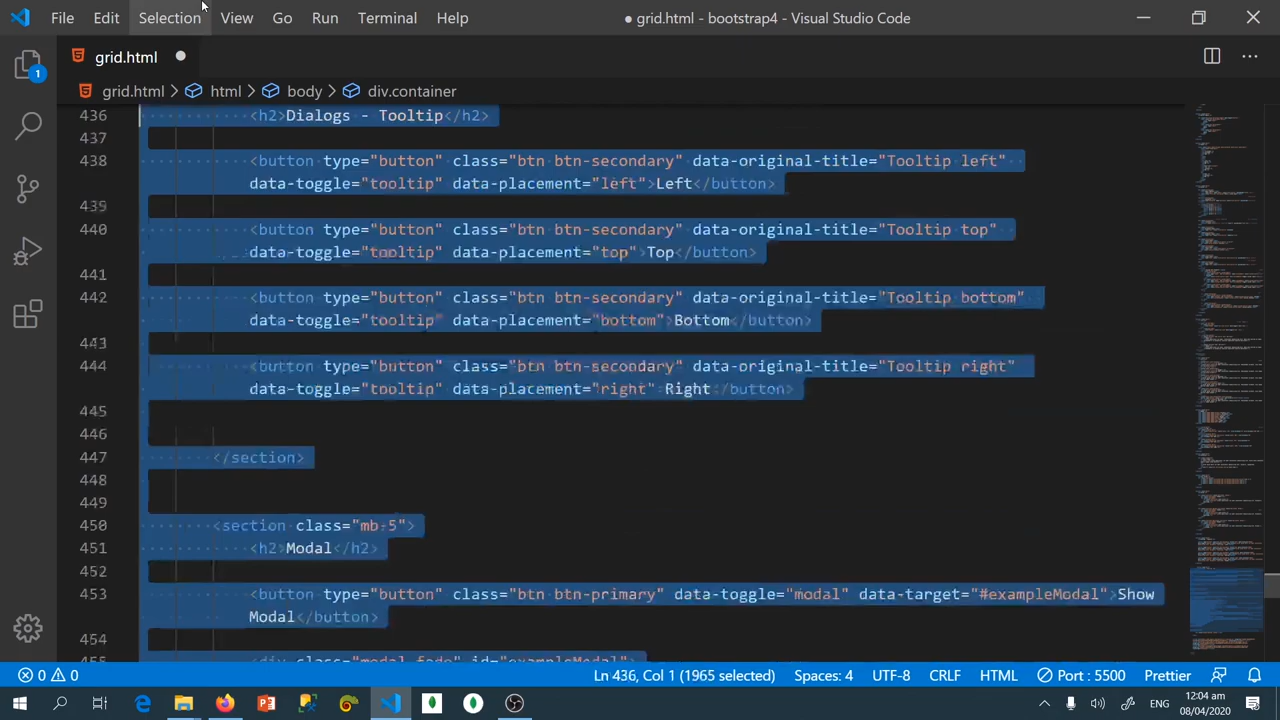 File Edit Selection View Go Run Terminal Help ● grid.html - bootstrap4 - Visual Studio Code
grid.html
grid.html > html > body > div.container
436 <h2>Dialogs - Tooltip</h2>
437
438 <button type="button" class="btn btn-secondary" data-original-title="Tooltip left"
data-toggle="tooltip" data-placement="left">Left</button>
439
440 <button type="button" class="btn btn-secondary" data-original-title="Tooltip top"
data-toggle="tooltip" data-placement="top">Top</button>
441
442 <button type="button" class="btn btn-secondary" data-original-title="Tooltip bottom"
data-toggle="tooltip" data-placement="bottom">Bottom</button>
443
444 <button type="button" class="btn btn-secondary" data-original-title="Tooltip right"
data-toggle="tooltip" data-placement="right">Right</button>
445
446
447 </section>
448
449
450 <section class="mb-5">
451 <h2>Modal</h2>
452
453 <button type="button" class="btn btn-primary" data-toggle="modal" data-target="#exampleModal">Show
Modal</button>
454
455 <div class="modal fade" id="exampleModal">
1
0 0 Ln 436, Col 1 (1965 selected) Spaces: 4 UTF-8 CRLF HTML Port : 5500 Prettier
ENG 12:04 am
08/04/2020